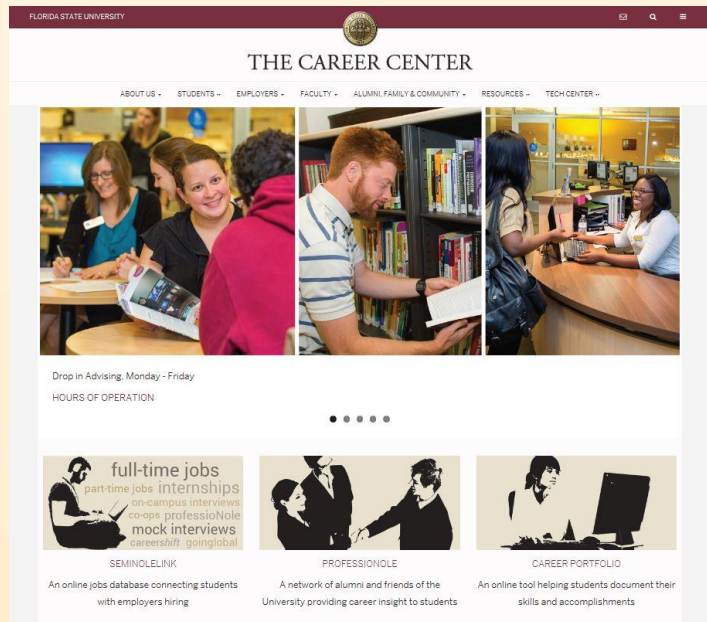 FLORIDA STATE UNIVERSITY
THE CAREER CENTER
ABOUT US STUDENTS EMPLOYERS FACULTY ALUMNI, FAMILY & COMMUNITY RESOURCES TECH CENTER
Drop in Advising, Monday - Friday
HOURS OF OPERATION
full-time jobs
part-time jobs internships
on-campus interviews
co-ops professioNole
mock interviews
careershift goinglobal
SEMINOLELINK
An online jobs database connecting students
with employers hiring
PROFESSIONOLE
A network of alumni and friends of the
University providing career insight to students
CAREER PORTFOLIO
An online tool helping students document their
skills and accomplishments